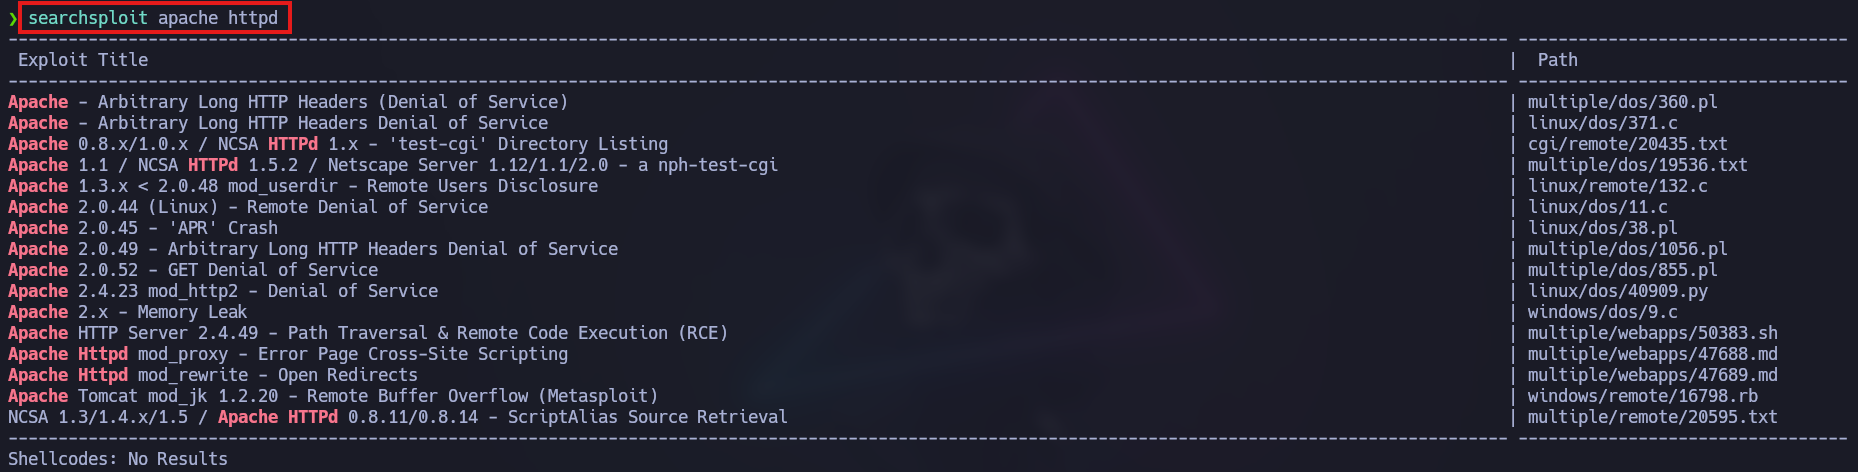 ❯ searchsploit apache httpd
------------------------------------------------------------------------------------------------------------------------------------------------------ ---------------------------------
 Exploit Title | Path
------------------------------------------------------------------------------------------------------------------------------------------------------ ---------------------------------
Apache - Arbitrary Long HTTP Headers (Denial of Service) | multiple/dos/360.pl
Apache - Arbitrary Long HTTP Headers Denial of Service | linux/dos/371.c
Apache 0.8.x/1.0.x / NCSA HTTPd 1.x - 'test-cgi' Directory Listing | cgi/remote/20435.txt
Apache 1.1 / NCSA HTTPd 1.5.2 / Netscape Server 1.12/1.1/2.0 - a nph-test-cgi | multiple/dos/19536.txt
Apache 1.3.x < 2.0.48 mod_userdir - Remote Users Disclosure | linux/remote/132.c
Apache 2.0.44 (Linux) - Remote Denial of Service | linux/dos/11.c
Apache 2.0.45 - 'APR' Crash | linux/dos/38.pl
Apache 2.0.49 - Arbitrary Long HTTP Headers Denial of Service | multiple/dos/1056.pl
Apache 2.0.52 - GET Denial of Service | multiple/dos/855.pl
Apache 2.4.23 mod_http2 - Denial of Service | linux/dos/40909.py
Apache 2.x - Memory Leak | windows/dos/9.c
Apache HTTP Server 2.4.49 - Path Traversal & Remote Code Execution (RCE) | multiple/webapps/50383.sh
Apache Httpd mod_proxy - Error Page Cross-Site Scripting | multiple/webapps/47688.md
Apache Httpd mod_rewrite - Open Redirects | multiple/webapps/47689.md
Apache Tomcat mod_jk 1.2.20 - Remote Buffer Overflow (Metasploit) | windows/remote/16798.rb
NCSA 1.3/1.4.x/1.5 / Apache HTTPd 0.8.11/0.8.14 - ScriptAlias Source Retrieval | multiple/remote/20595.txt
------------------------------------------------------------------------------------------------------------------------------------------------------ ---------------------------------
Shellcodes: No Results